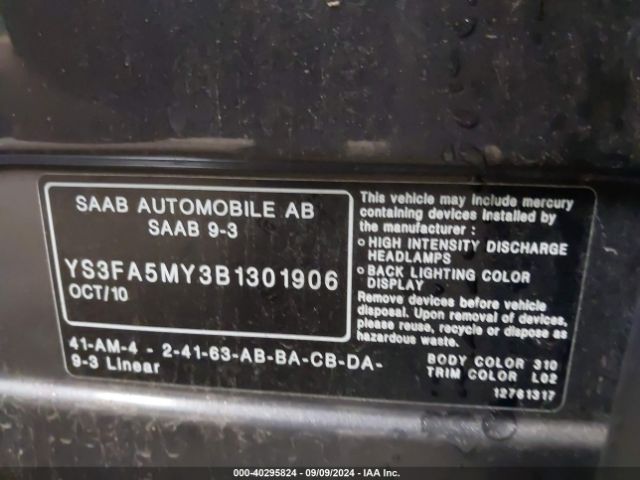 SAAB AUTOMOBILE AB
SAAB 9-3
YS3FA5MY3B1301906
OCT/10
41-AM-4 - 2-41-63-AB-BA-CB-DA-
9-3 Linear
This vehicle may include mercury
containing devices installed by
the manufacturer :
HIGH INTENSITY DISCHARGE
HEADLAMPS
BACK LIGHTING COLOR
DISPLAY
Remove devices before vehicle
disposal. Upon removal of devices,
please reuse, recycle or dispose as
hazardous waste.
BODY COLOR 310
TRIM COLOR L02
12761317
000-40295824 - 09/09/2024 - IAA Inc.